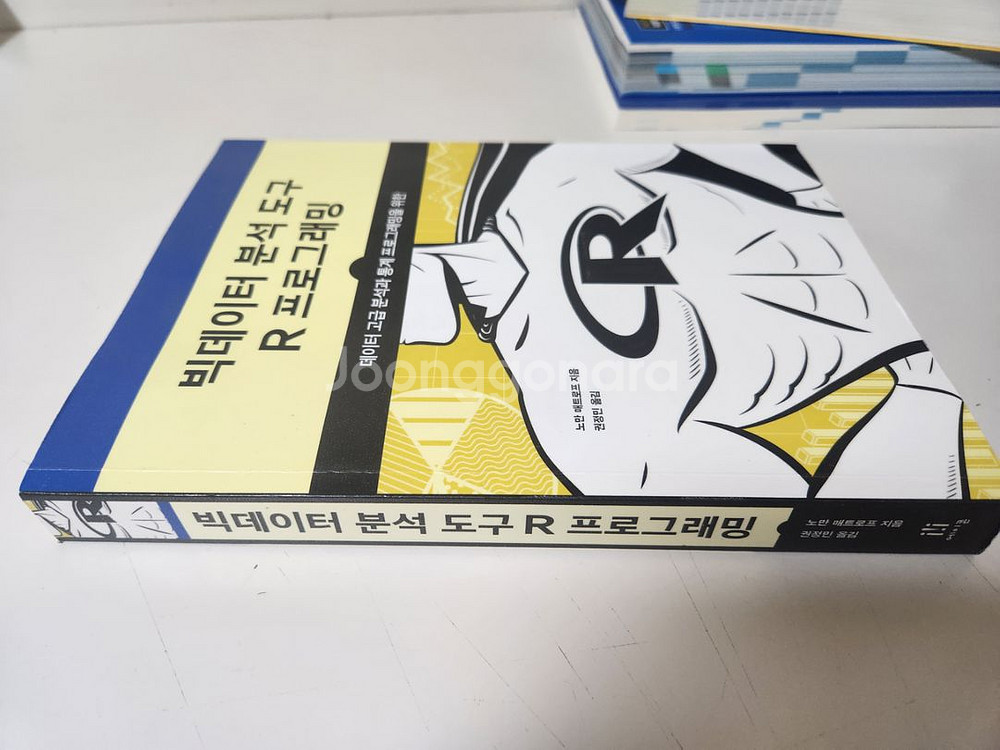 빅데이터 분석 도구
R 프로그래밍
데이터 고급 분석과 통계 프로그래밍을 위한
R
노만 매트로프 지음
권정민 옮김
Joonggonara
R
빅데이터 분석 도구 R 프로그래밍
노만 매트로프 지음
권정민 옮김